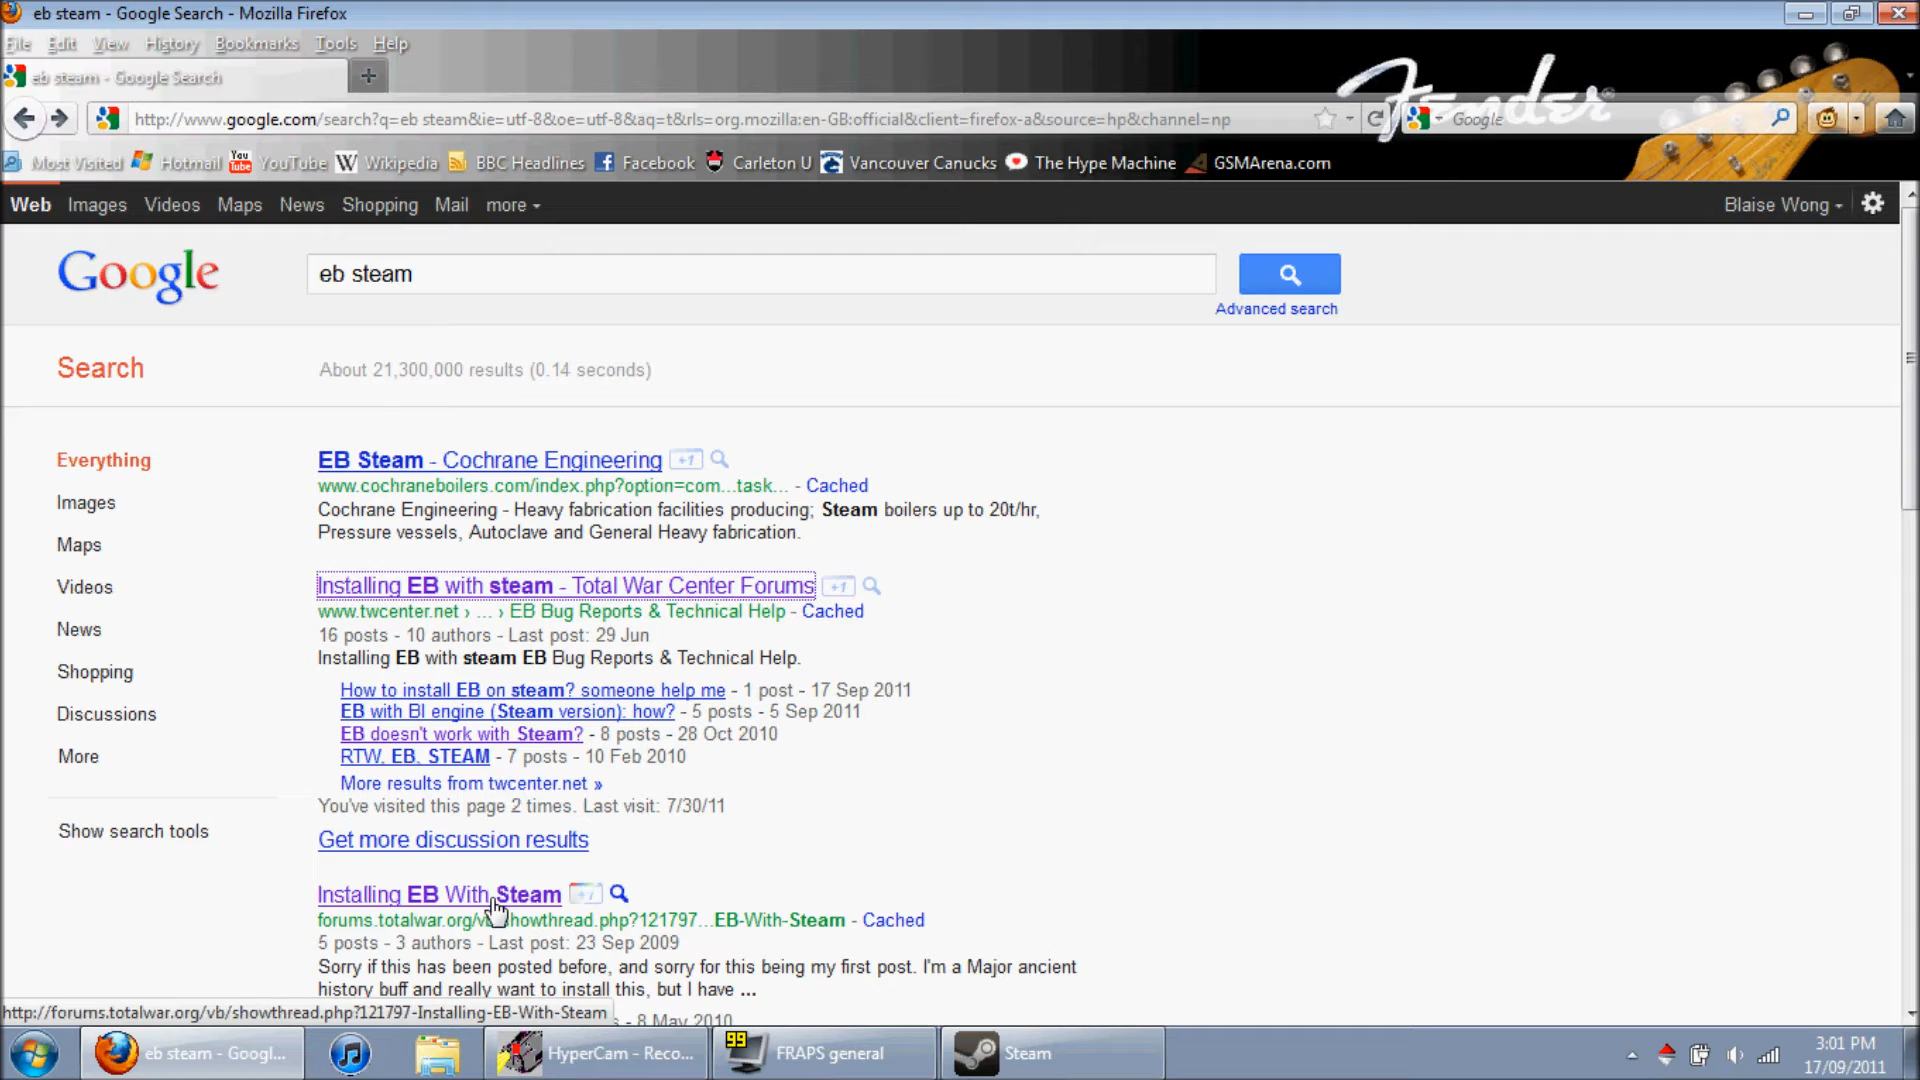 eb steam - Google Search - Mozilla Firefox
File Edit View History Bookmarks Tools Help
eb steam - Google Search
Fender
http://www.google.com/search?q=eb steam&ie=utf-8&oe=utf-8&aq=t&rls=org.mozilla:en-GB:official&client=firefox-a&source=hp&channel=np
Google
Most Visited Hotmail YouTube Wikipedia BBC Headlines Facebook Carleton U Vancouver Canucks The Hype Machine GSMArena.com
Web Images Videos Maps News Shopping Mail more
Blaise Wong
Google
eb steam
Advanced search
Search
About 21,300,000 results (0.14 seconds)
Everything
Images
Maps
Videos
News
Shopping
Discussions
More
Show search tools
EB Steam - Cochrane Engineering +1
www.cochraneboilers.com/index.php?option=com...task... - Cached
Cochrane Engineering - Heavy fabrication facilities producing; Steam boilers up to 20t/hr,
Pressure vessels, Autoclave and General Heavy fabrication.
Installing EB with steam - Total War Center Forums +1
www.twcenter.net › ... › EB Bug Reports & Technical Help - Cached
16 posts - 10 authors - Last post: 29 Jun
Installing EB with steam EB Bug Reports & Technical Help.
How to install EB on steam? someone help me - 1 post - 17 Sep 2011
EB with BI engine (Steam version): how? - 5 posts - 5 Sep 2011
EB doesn't work with Steam? - 8 posts - 28 Oct 2010
RTW. EB. STEAM - 7 posts - 10 Feb 2010
More results from twcenter.net »
You've visited this page 2 times. Last visit: 7/30/11
Get more discussion results
Installing EB With Steam +1
forums.totalwar.org/vb/showthread.php?121797...EB-With-Steam - Cached
5 posts - 3 authors - Last post: 23 Sep 2009
Sorry if this has been posted before, and sorry for this being my first post. I'm a Major ancient
history buff and really want to install this, but I have ...
http://forums.totalwar.org/vb/showthread.php?121797-Installing-EB-With-Steam
- 8 May 2010
eb steam - Googl...
HyperCam - Reco...
99
FRAPS general
Steam
3:01 PM
17/09/2011